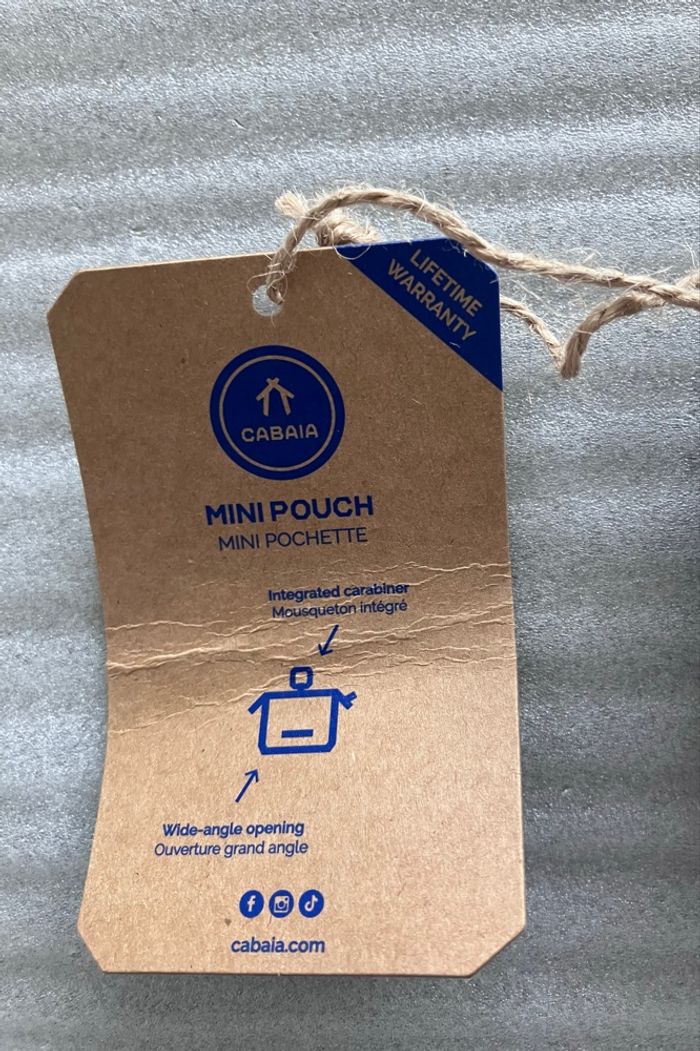 LIFETIME
WARRANTY
CABAIA
MINI POUCH
MINI POCHETTE
Integrated carabiner
Mousqueton intégré
Wide-angle opening
Ouverture grand angle
cabaia.com